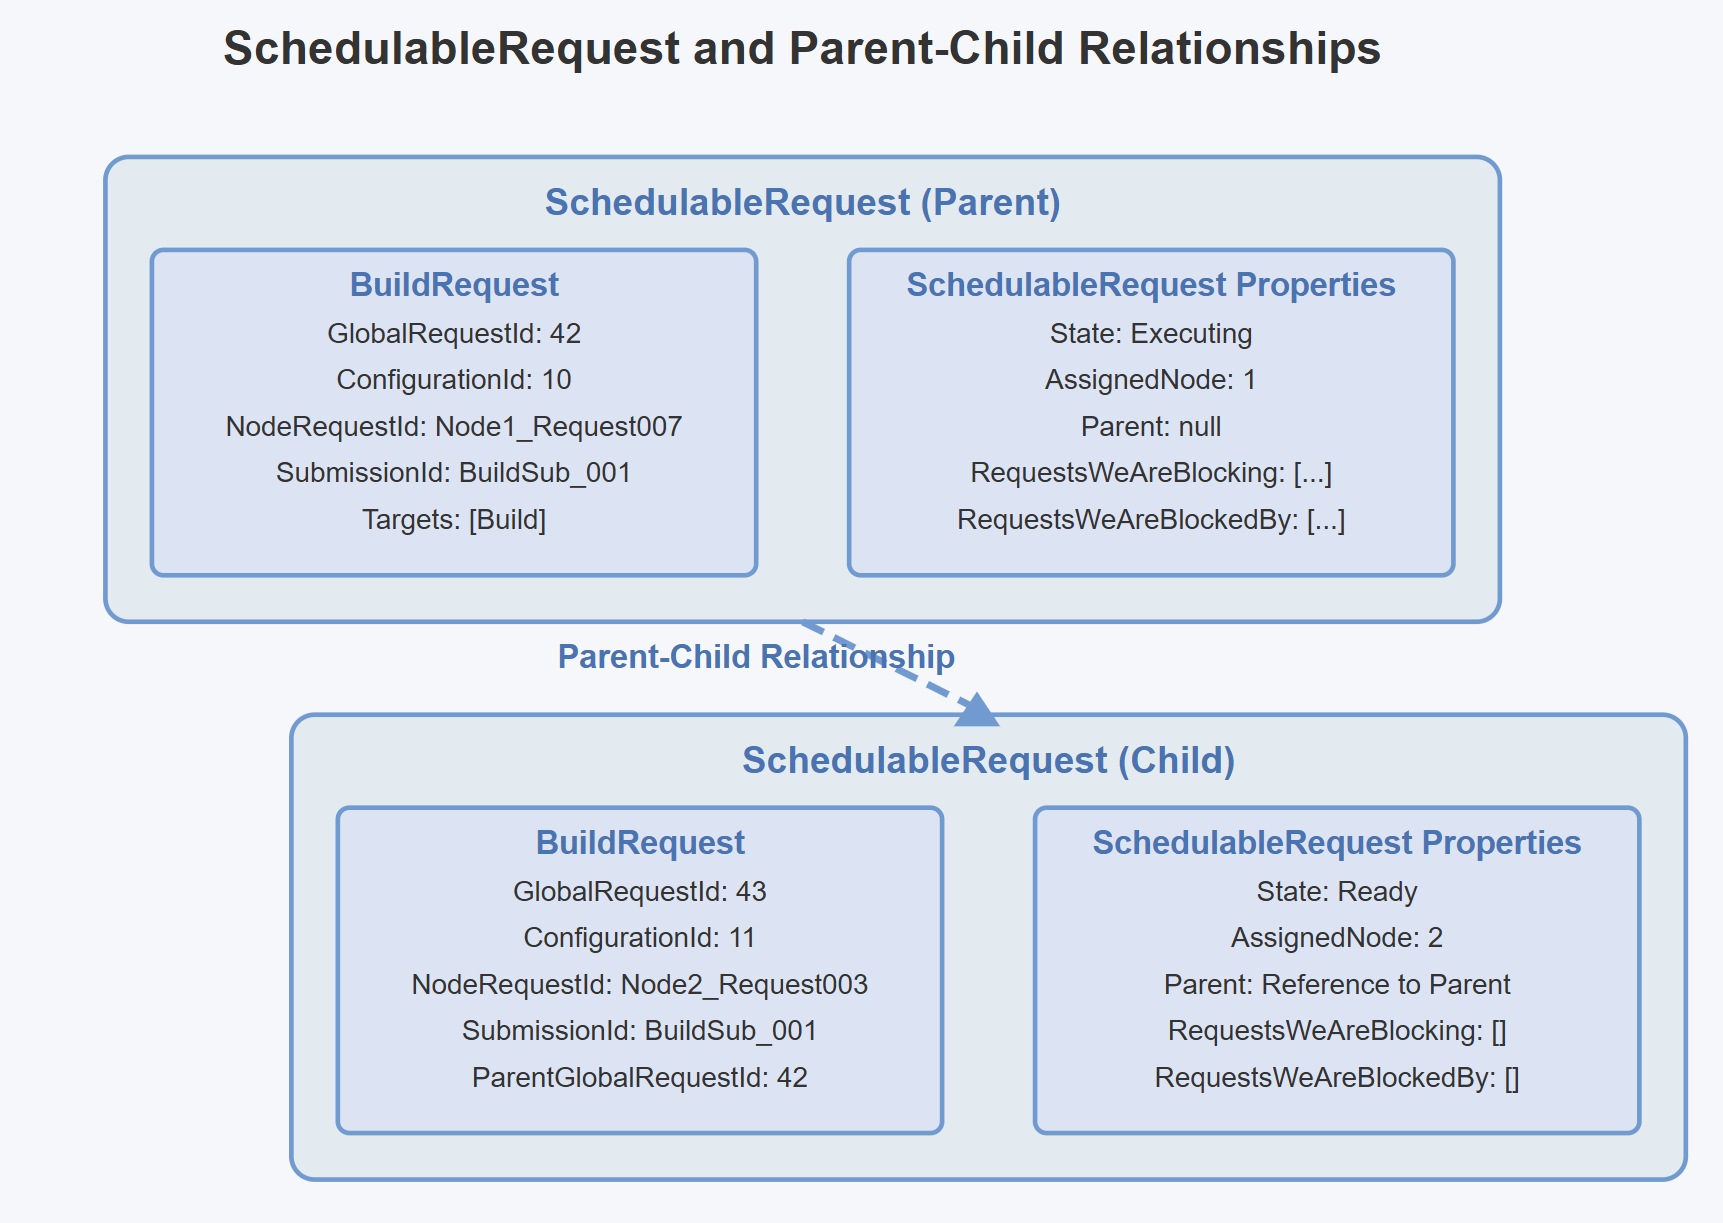 SchedulableRequest and Parent-Child Relationships
SchedulableRequest (Parent)
BuildRequest
GlobalRequestId: 42
ConfigurationId: 10
NodeRequestId: Node1_Request007
SubmissionId: BuildSub_001
Targets: [Build]
SchedulableRequest Properties
State: Executing
AssignedNode: 1
Parent: null
RequestsWeAreBlocking: [...]
RequestsWeAreBlockedBy: [...]
Parent-Child Relationship
SchedulableRequest (Child)
BuildRequest
GlobalRequestId: 43
ConfigurationId: 11
NodeRequestId: Node2_Request003
SubmissionId: BuildSub_001
ParentGlobalRequestId: 42
SchedulableRequest Properties
State: Ready
AssignedNode: 2
Parent: Reference to Parent
RequestsWeAreBlocking: []
RequestsWeAreBlockedBy: []